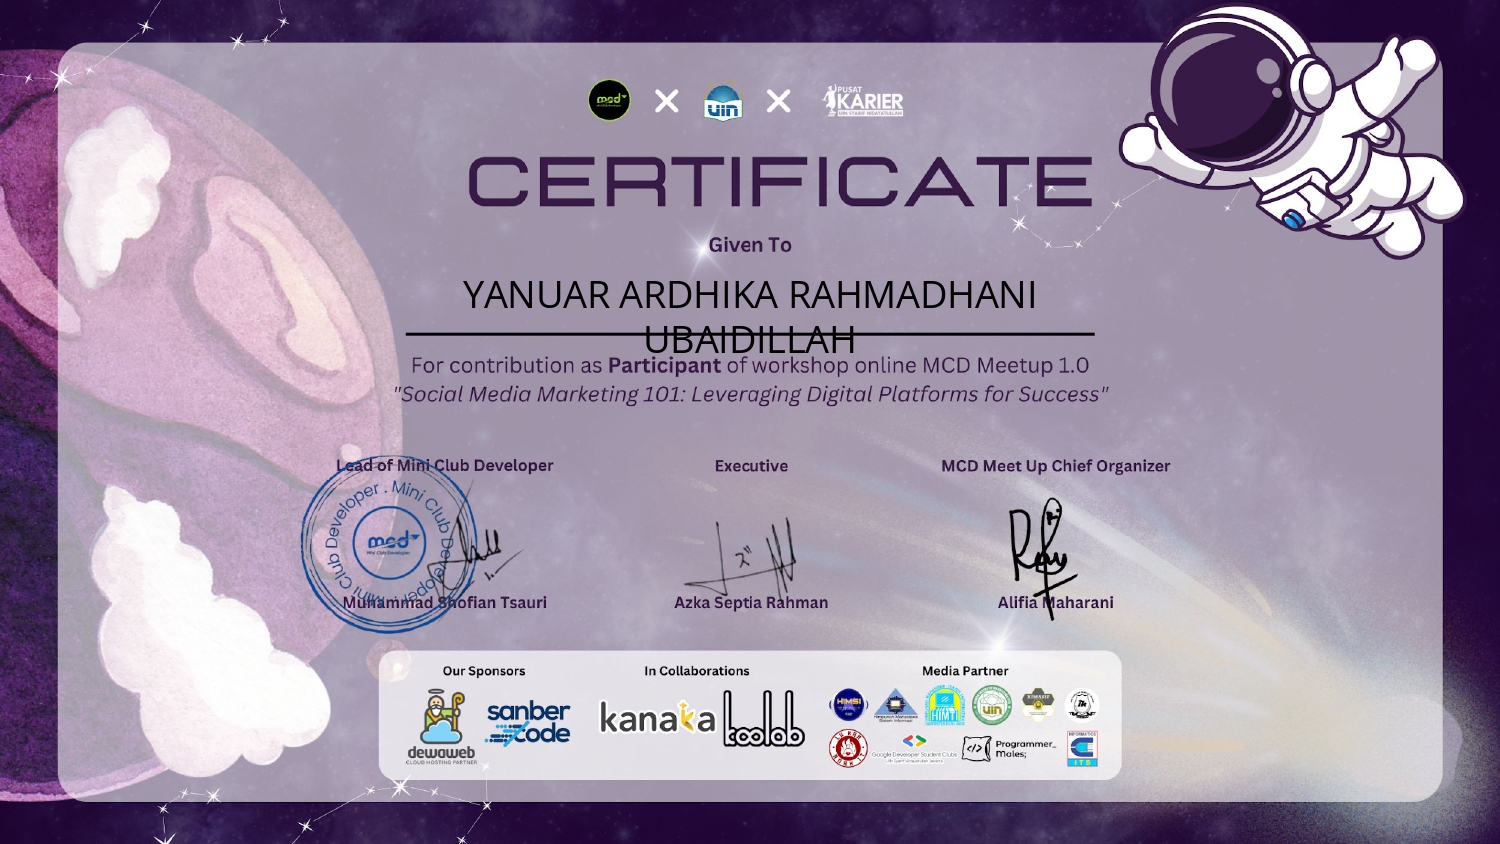 mcd
UIN
PUSAT
KARIER
UIN SYARIF HIDAYATULLAH
CERTIFICATE
Given To
YANUAR ARDHIKA RAHMADHANI
UBAIDILLAH
For contribution as Participant of workshop online MCD Meetup 1.0
"Social Media Marketing 101: Leveraging Digital Platforms for Success"
Lead of Mini Club Developer
Executive
MCD Meet Up Chief Organizer
Mini Club Developer . Mini Club Developer .
mcd
Mini Club Developer
Muhammad Shofian Tsauri
Azka Septia Rahman
Alifia Maharani
Our Sponsors
In Collaborations
Media Partner
dewaweb
CLOUD HOSTING PARTNER
sanber
code
kanaka
koolab
HIMSI
Himpunan Mahasiswa
Sistem Informasi
HIMTI
UIN
Google Developer Student Clubs
</>
Programmer_
Males;
INFORMATICS
ITS